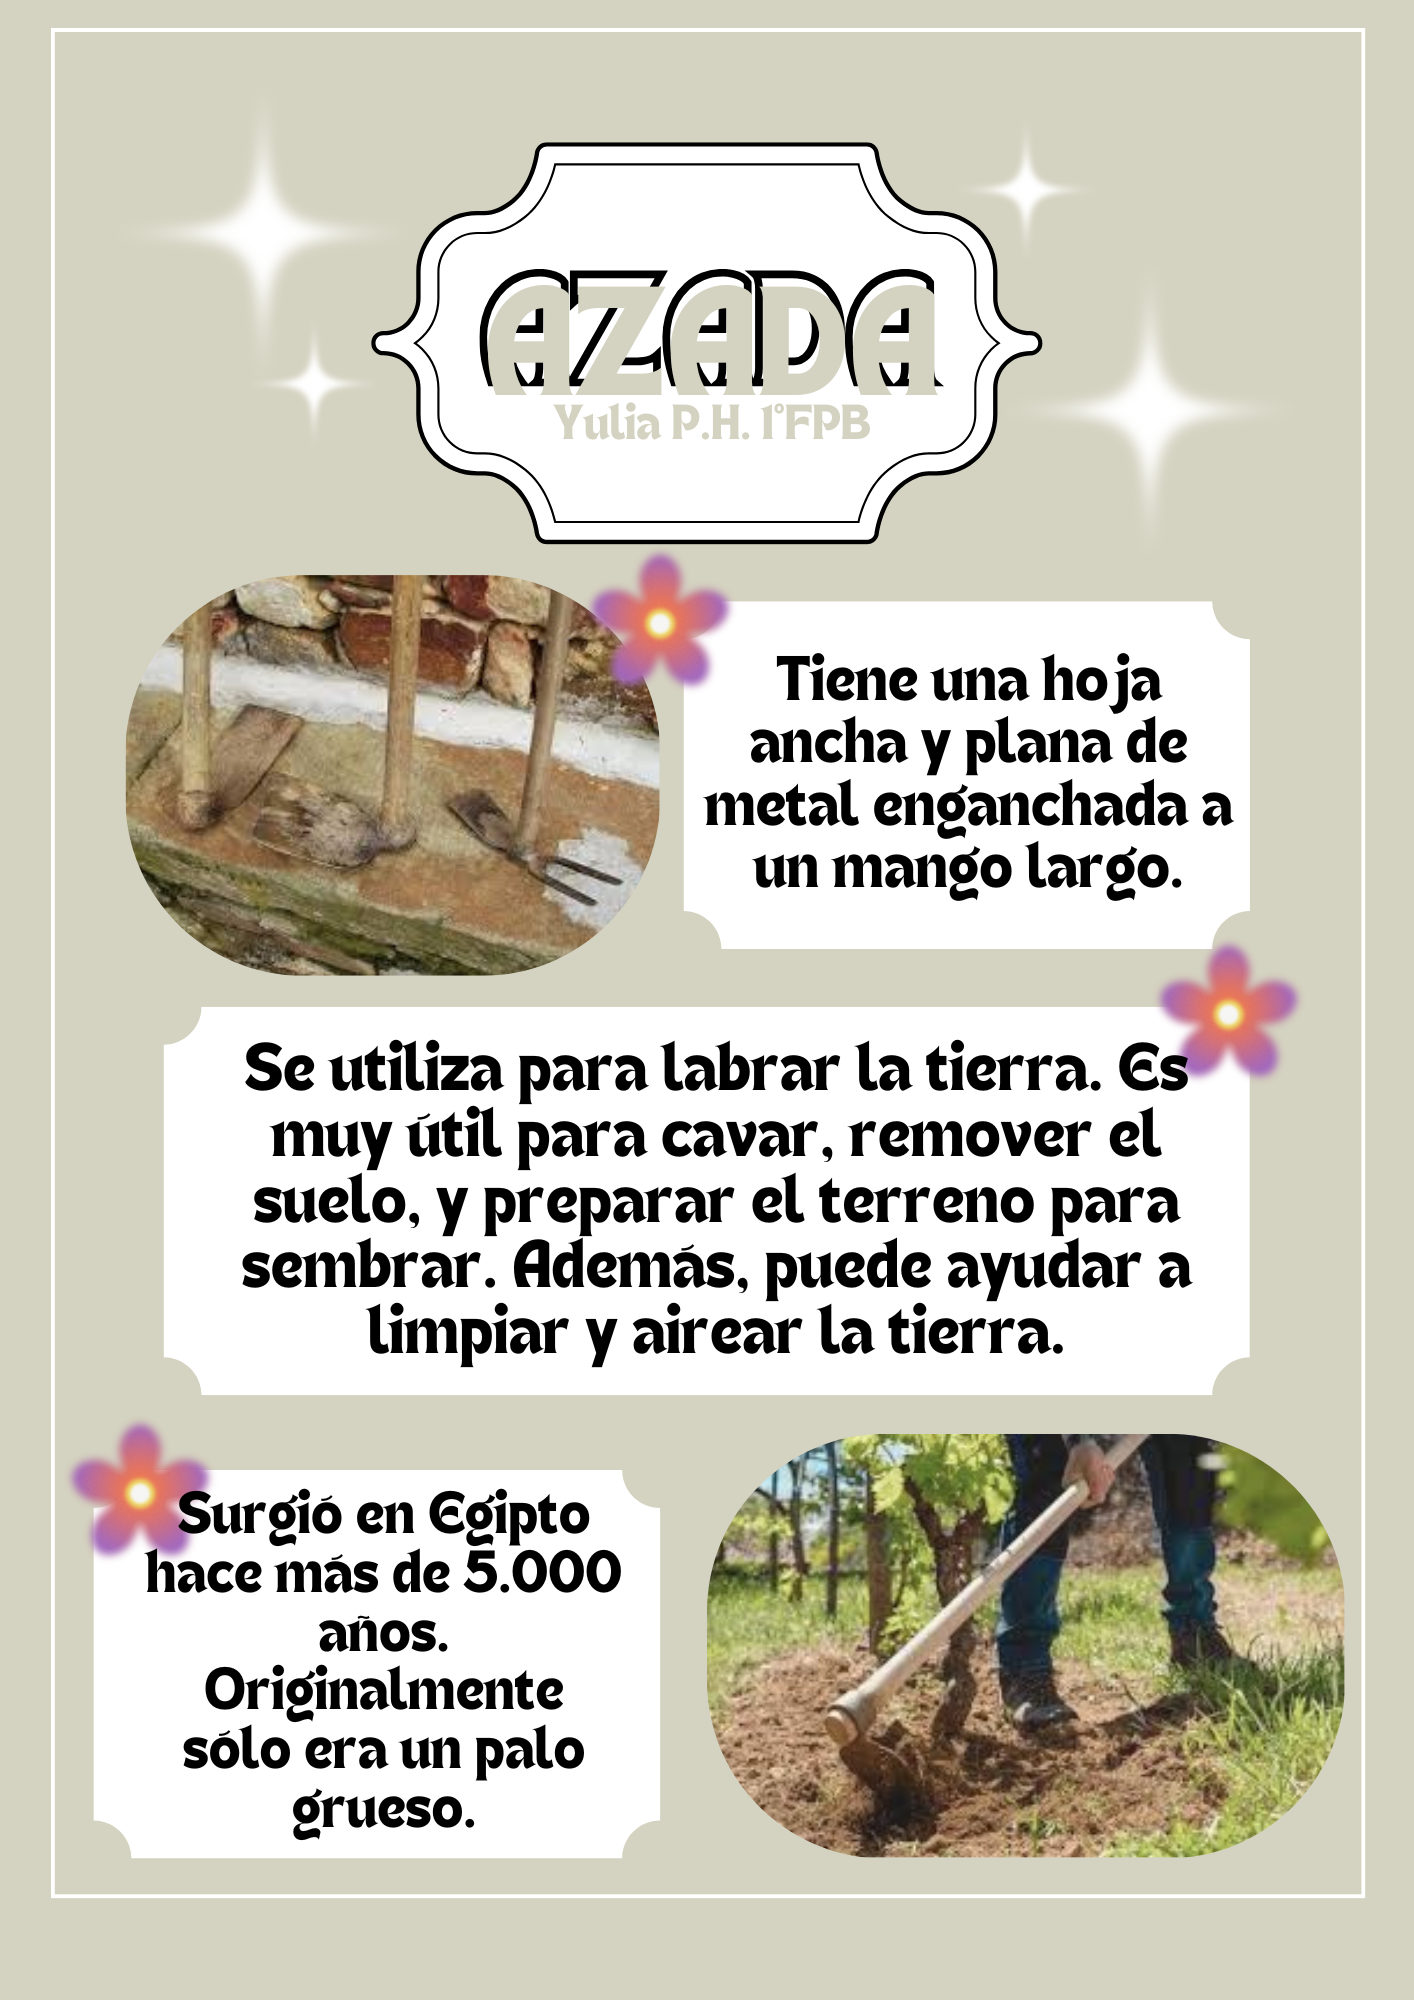 AZADA
Yulia P.H. 1°FPB
Tiene una hoja
ancha y plana de
metal enganchada a
un mango largo.
Se utiliza para labrar la tierra. Es
muy útil para cavar, remover el
suelo, y preparar el terreno para
sembrar. Además, puede ayudar a
limpiar y airear la tierra.
Surgió en Egipto
hace más de 5.000
años.
Originalmente
sólo era un palo
grueso.